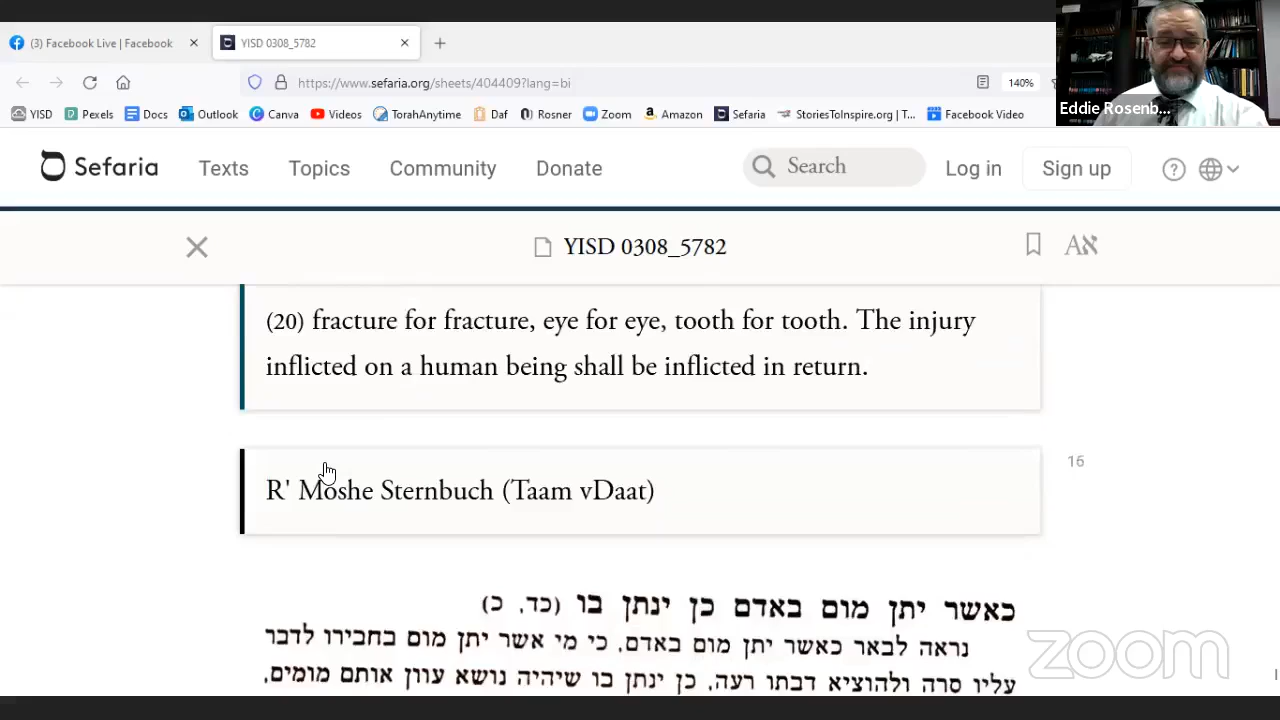 (3) Facebook Live | Facebook
YISD 0308_5782
https://www.sefaria.org/sheets/404409?lang=bi
140%
YISD Pexels Docs Outlook Canva Videos TorahAnytime Daf Rosner Zoom Amazon Sefaria StoriesToInspire.org | T... Facebook Video
Eddie Rosenb...
Sefaria Texts Topics Community Donate Search Log in Sign up
YISD 0308_5782
Aא
(20) fracture for fracture, eye for eye, tooth for tooth. The injury
inflicted on a human being shall be inflicted in return.
16
R' Moshe Sternbuch (Taam vDaat)
כאשר יתן מום באדם כן ינתן בו (כד, כ)
נראה לבאר כאשר יתן מום באדם, כי מי אשר יתן מום בחבירו לדבר
עליו סרה ולהוציא דבתו רעה, כן ינתן בו שיהיה נושא עוון אותם מומים,
zoom